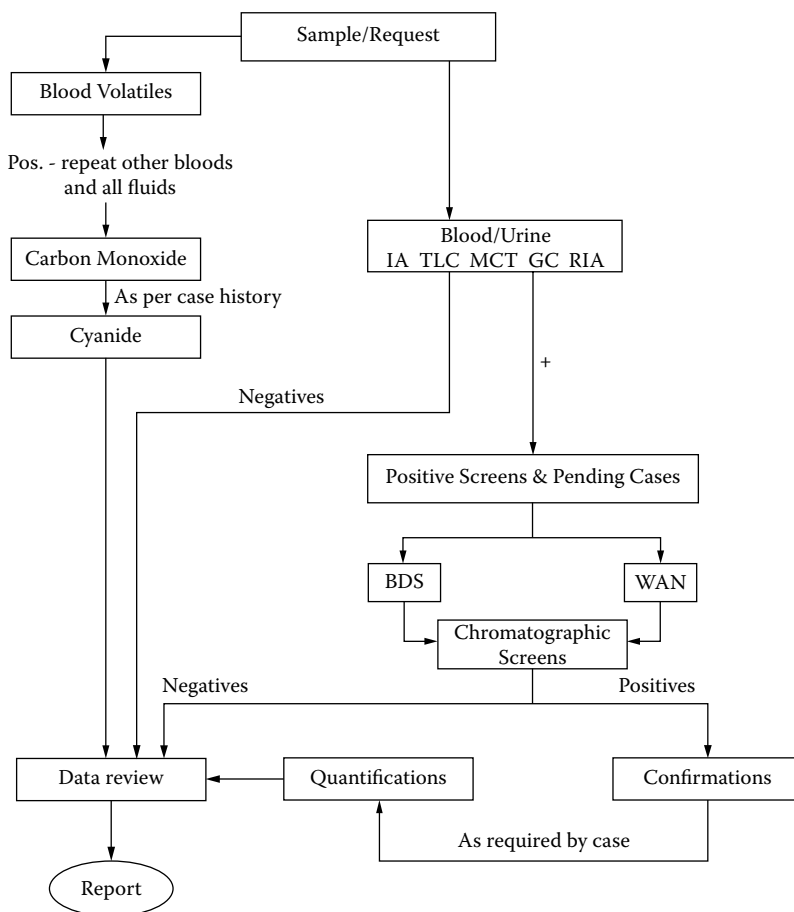 Sample/Request
Blood Volatiles
Pos. - repeat other bloods
and all fluids
Carbon Monoxide
As per case history
Cyanide
Blood/Urine
IA TLC MCT GC RIA
+
Negatives
Positive Screens & Pending Cases
BDS
WAN
Chromatographic
Screens
Negatives
Positives
Data review
Quantifications
Confirmations
As required by case
Report